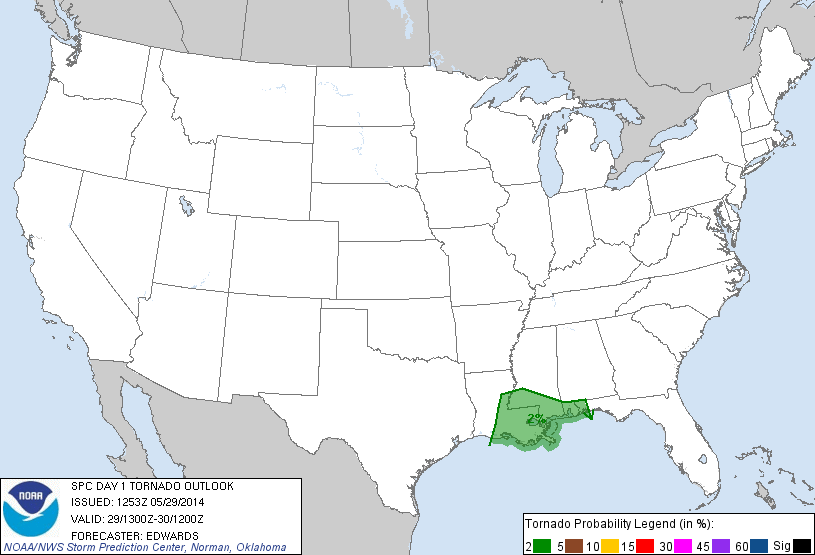 2%
NOAA
SPC DAY 1 TORNADO OUTLOOK
ISSUED: 1253Z 05/29/2014
VALID: 29/1300Z-30/1200Z
FORECASTER: EDWARDS
NOAA/NWS Storm Prediction Center, Norman, Oklahoma
Tornado Probability Legend (in %):
2 5 10 15 30 45 60 Sig